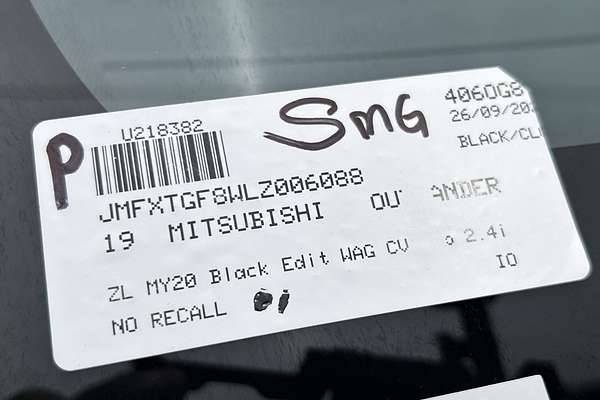 P
U218382
SMG
4060G8
26/09/202
BLACK/CL
JMFXTGF8WLZ006088
19 MITSUBISHI OU ANDER
ZL MY20 Black Edit WAG CV 2.4i
NO RECALL
IO